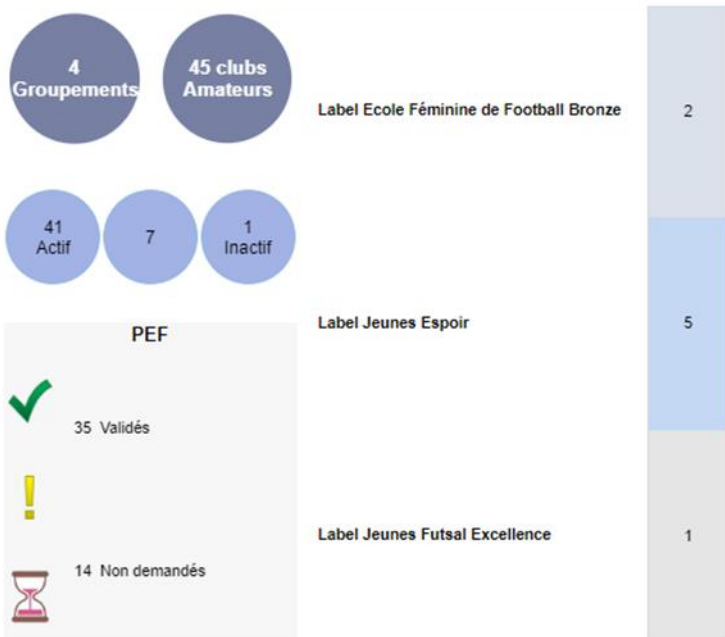 4
Groupements
45 clubs
Amateurs
41
Actif
7
1
Inactif
PEF
35 Validés
14 Non demandés
Label Ecole Féminine de Football Bronze 2
Label Jeunes Espoir 5
Label Jeunes Futsal Excellence 1